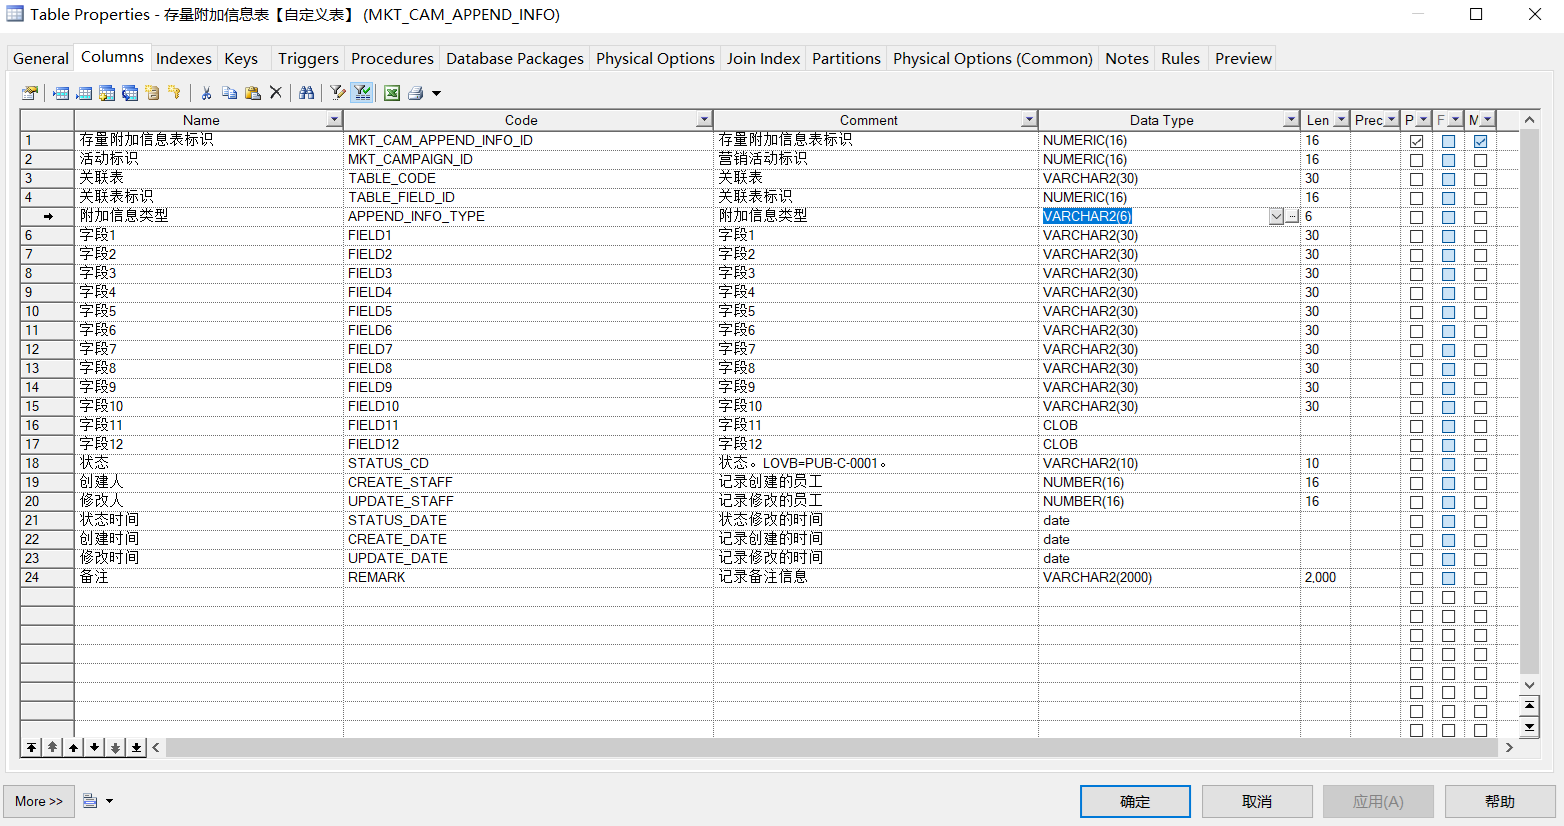 Table Properties - 存量附加信息表【自定义表】 (MKT_CAM_APPEND_INFO)
General Columns Indexes Keys Triggers Procedures Database Packages Physical Options Join Index Partitions Physical Options (Common) Notes Rules Preview
Name Code Comment Data Type Len Prec P F M
1 存量附加信息表标识 MKT_CAM_APPEND_INFO_ID 存量附加信息表标识 NUMERIC(16) 16
2 活动标识 MKT_CAMPAIGN_ID 营销活动标识 NUMERIC(16) 16
3 关联表 TABLE_CODE 关联表 VARCHAR2(30) 30
4 关联表标识 TABLE_FIELD_ID 关联表标识 NUMERIC(16) 16
附加信息类型 APPEND_INFO_TYPE 附加信息类型 VARCHAR2(6) ... 6
6 字段1 FIELD1 字段1 VARCHAR2(30) 30
7 字段2 FIELD2 字段2 VARCHAR2(30) 30
8 字段3 FIELD3 字段3 VARCHAR2(30) 30
9 字段4 FIELD4 字段4 VARCHAR2(30) 30
10 字段5 FIELD5 字段5 VARCHAR2(30) 30
11 字段6 FIELD6 字段6 VARCHAR2(30) 30
12 字段7 FIELD7 字段7 VARCHAR2(30) 30
13 字段8 FIELD8 字段8 VARCHAR2(30) 30
14 字段9 FIELD9 字段9 VARCHAR2(30) 30
15 字段10 FIELD10 字段10 VARCHAR2(30) 30
16 字段11 FIELD11 字段11 CLOB
17 字段12 FIELD12 字段12 CLOB
18 状态 STATUS_CD 状态。LOVB=PUB-C-0001。 VARCHAR2(10) 10
19 创建人 CREATE_STAFF 记录创建的员工 NUMBER(16) 16
20 修改人 UPDATE_STAFF 记录修改的员工 NUMBER(16) 16
21 状态时间 STATUS_DATE 状态修改的时间 date
22 创建时间 CREATE_DATE 记录创建的时间 date
23 修改时间 UPDATE_DATE 记录修改的时间 date
24 备注 REMARK 记录备注信息 VARCHAR2(2000) 2,000
More >> 确定 取消 应用(A) 帮助